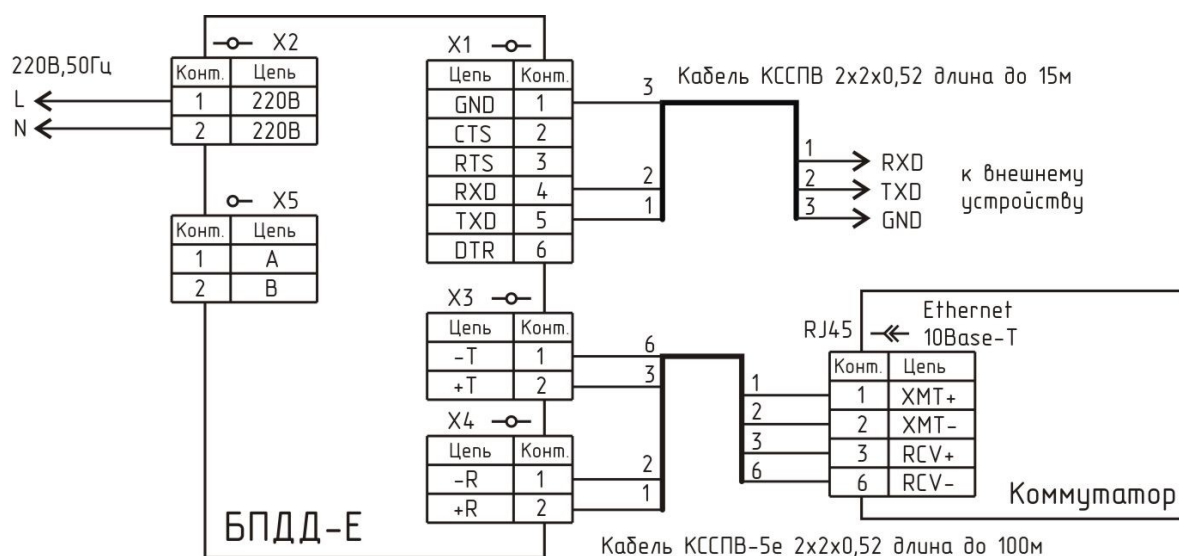 220В,50Гц
L
N
X2
Конт. Цепь
1 220В
2 220В
X5
Конт. Цепь
1 A
2 B
X1
Цепь Конт.
GND 1
CTS 2
RTS 3
RXD 4
TXD 5
DTR 6
3
2
1
Кабель КССПВ 2х2х0,52 длина до 15м
1 RXD
2 TXD
3 GND
к внешнему
устройству
X3
Цепь Конт.
-T 1
+T 2
6
3
X4
Цепь Конт.
-R 1
+R 2
2
1
БПДД-Е
1
2
3
6
RJ45
Ethernet
10Base-T
Конт. Цепь
1 XMT+
2 XMT-
3 RCV+
6 RCV-
Коммутатор
Кабель КССПВ-5е 2х2х0,52 длина до 100м